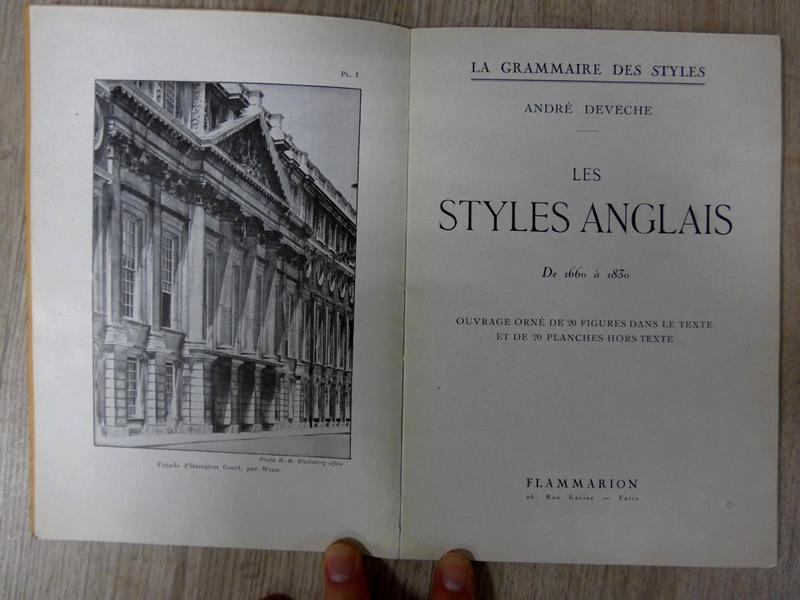 Pl. I
Photo H.-M. Stationery office
Façade d'Hampton Court, par Wren.
LA GRAMMAIRE DES STYLES
ANDRÉ DEVÈCHE
LES
STYLES ANGLAIS
De 1660 à 1830
OUVRAGE ORNÉ DE 20 FIGURES DANS LE TEXTE
ET DE 20 PLANCHES HORS TEXTE
FLAMMARION
26, Rue Racine — Paris